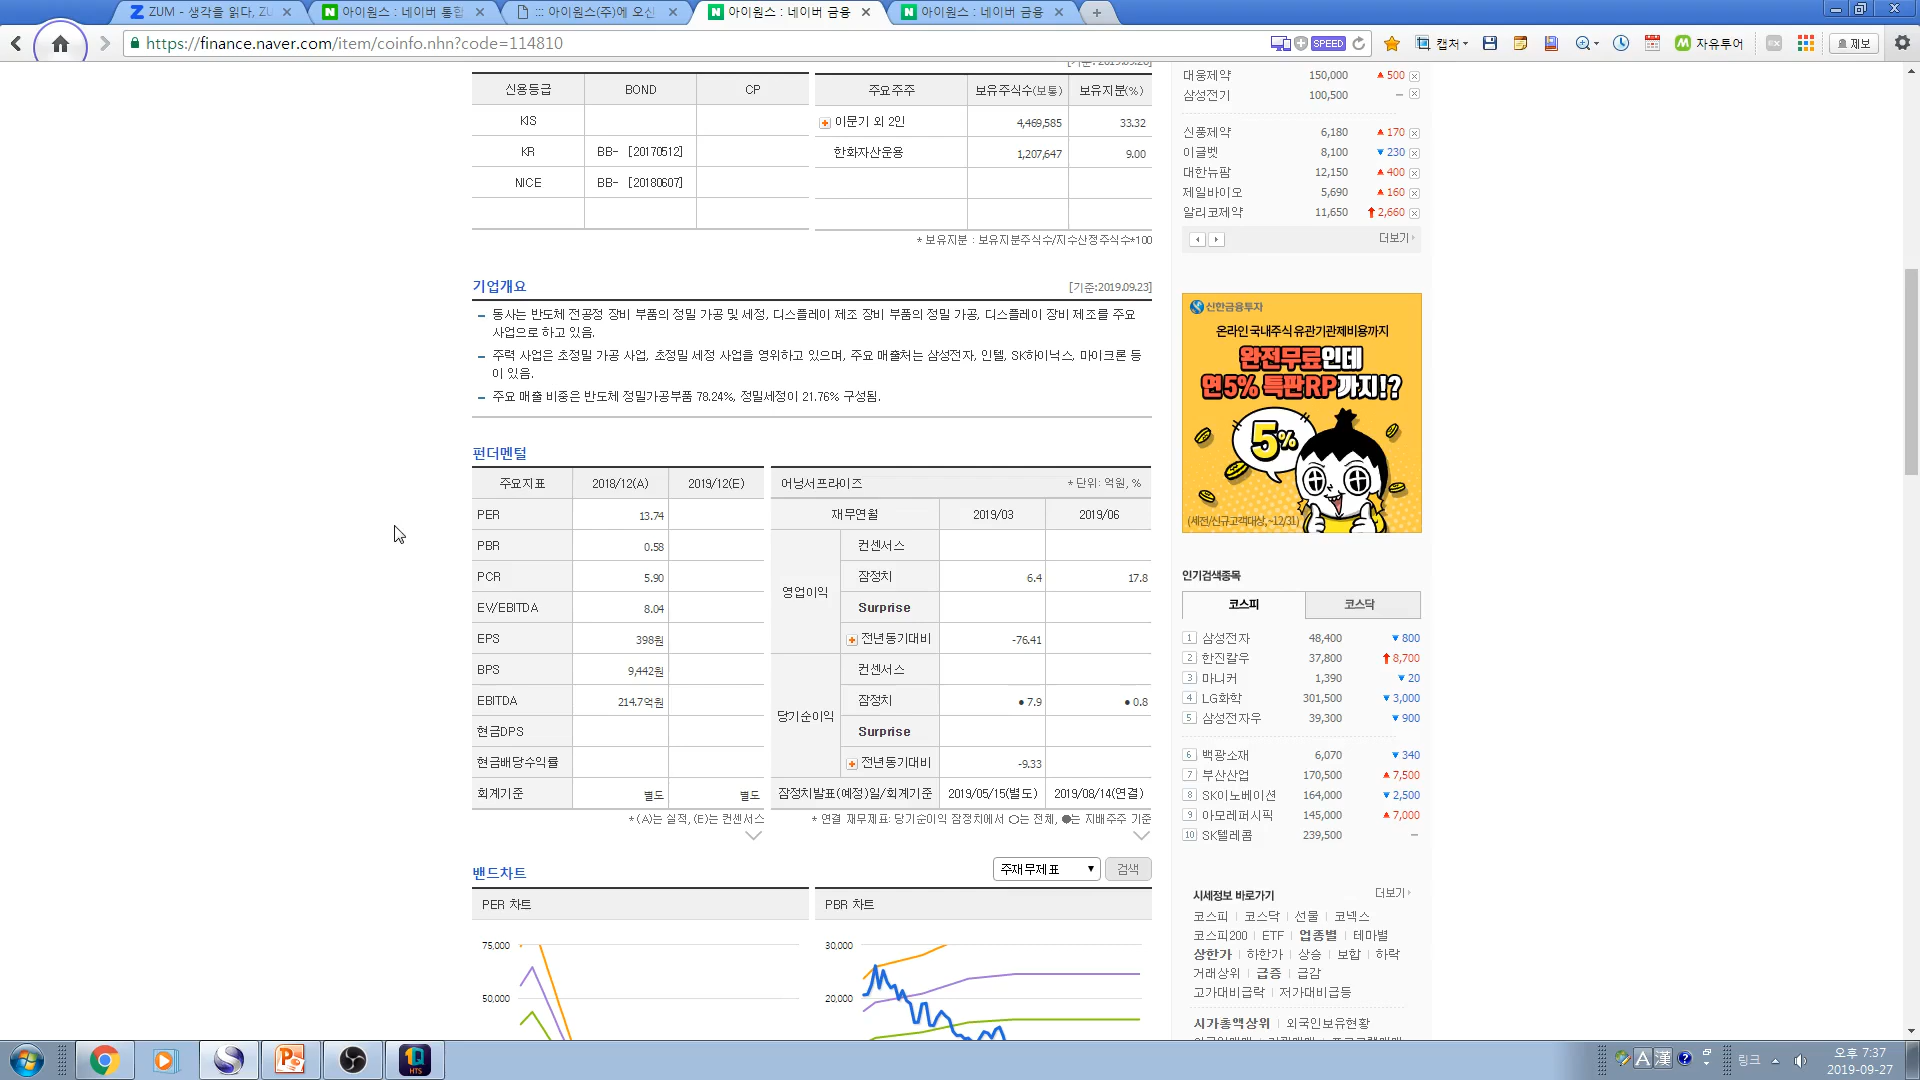 ZUM - 생각을 읽다, ZU
아이원스 : 네이버 통합
::: 아이원스(주)에 오신
아이원스 : 네이버 금융
아이원스 : 네이버 금융
https://finance.naver.com/item/coinfo.nhn?code=114810
SPEED
캡처
자유투어
제보
신용등급 BOND CP
KIS
KR BB- [20170512]
NICE BB- [20180607]
주요주주 보유주식수(보통) 보유지분(%)
이문기 외 2인 4,469,585 33.32
한화자산운용 1,207,647 9.00
* 보유지분 : 보유지분주식수/지수산정주식수*100
기업개요 [기준:2019.09.23]
동사는 반도체 전공정 장비 부품의 정밀 가공 및 세정, 디스플레이 제조 장비 부품의 정밀 가공, 디스플레이 장비 제조를 주요
사업으로 하고 있음.
주력 사업은 초정밀 가공 사업, 초정밀 세정 사업을 영위하고 있으며, 주요 매출처는 삼성전자, 인텔, SK하이닉스, 마이크론 등
이 있음.
주요 매출 비중은 반도체 정밀가공부품 78.24%, 정밀세정이 21.76% 구성됨.
펀더멘털
주요지표 2018/12(A) 2019/12(E)
PER 13.74
PBR 0.58
PCR 5.90
EV/EBITDA 8.04
EPS 398원
BPS 9,442원
EBITDA 214.7억원
현금DPS
현금배당수익률
회계기준 별도 별도
*(A)는 실적, (E)는 컨센서스
어닝서프라이즈 * 단위: 억원, %
재무연월 2019/03 2019/06
영업이익
컨센서스
잠정치 6.4 17.8
Surprise
전년동기대비 -76.41
당기순이익
컨센서스
잠정치 ●7.9 ●0.8
Surprise
전년동기대비 -9.33
잠정치발표(예정)일/회계기준 2019/05/15(별도) 2019/08/14(연결)
* 연결 재무제표: 당기순이익 잠정치에서 ○는 전체, ●는 지배주주 기준
밴드차트 주재무제표 ▼ 검색
PER 차트
75,000
50,000
PBR 차트
30,000
20,000
대웅제약 150,000 ▲500
삼성전기 100,500 –
신풍제약 6,180 ▲170
이글벳 8,100 ▼230
대한뉴팜 12,150 ▲400
제일바이오 5,690 ▲160
알리코제약 11,650 ↑2,660
더보기
신한금융투자
온라인 국내주식 유관기관제비용까지
완전무료인데
연5% 특판RP까지!?
5%
(세전/신규고객대상,~12/31)
인기검색종목
코스피 코스닥
1 삼성전자 48,400 ▼800
2 한진칼우 37,800 ↑8,700
3 마니커 1,390 ▼20
4 LG화학 301,500 ▼3,000
5 삼성전자우 39,300 ▼900
6 백광소재 6,070 ▼340
7 부산산업 170,500 ▲7,500
8 SK이노베이션 164,000 ▼2,500
9 아모레퍼시픽 145,000 ▲7,000
10 SK텔레콤 239,500 –
시세정보 바로가기 더보기
코스피 | 코스닥 | 선물 | 코넥스
코스피200 | ETF | 업종별 | 테마별
상한가 | 하한가 | 상승 | 보합 | 하락
거래상위 | 급증 | 급감
고가대비급락 | 저가대비급등
시가총액상위 | 외국인보유현황
HTS
A 漢
링크
오후 7:37
2019-09-27